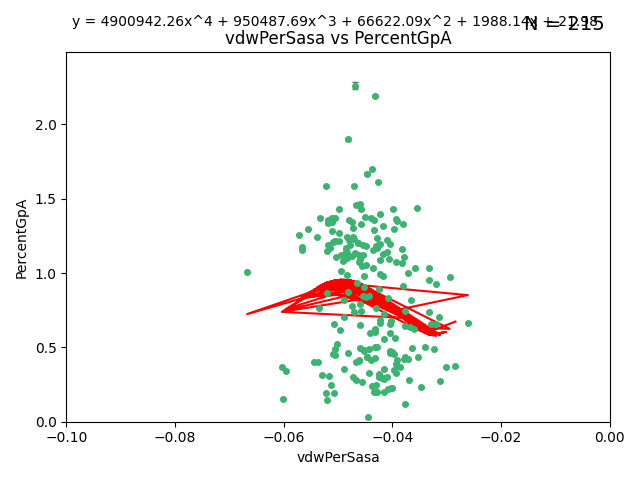 y = 4900942.26x^4 + 950487.69x^3 + 66622.09x^2 + 1988.14x + 21.98
N = 215
vdwPerSasa vs PercentGpA
PercentGpA
2.0
1.5
1.0
0.5
0.0
−0.10 −0.08 −0.06 −0.04 −0.02 0.00
vdwPerSasa